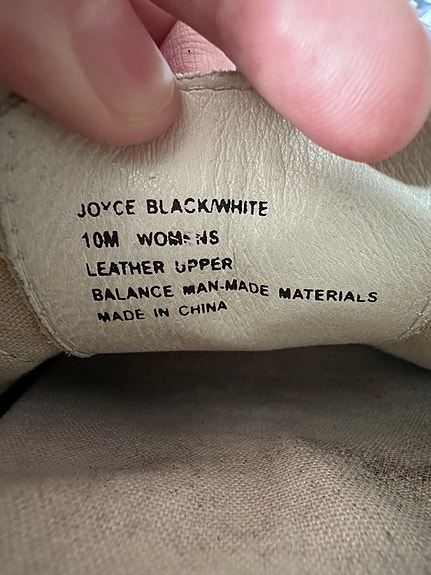 JOYCE BLACK/WHITE
10M WOMENS
LEATHER UPPER
BALANCE MAN-MADE MATERIALS
MADE IN CHINA